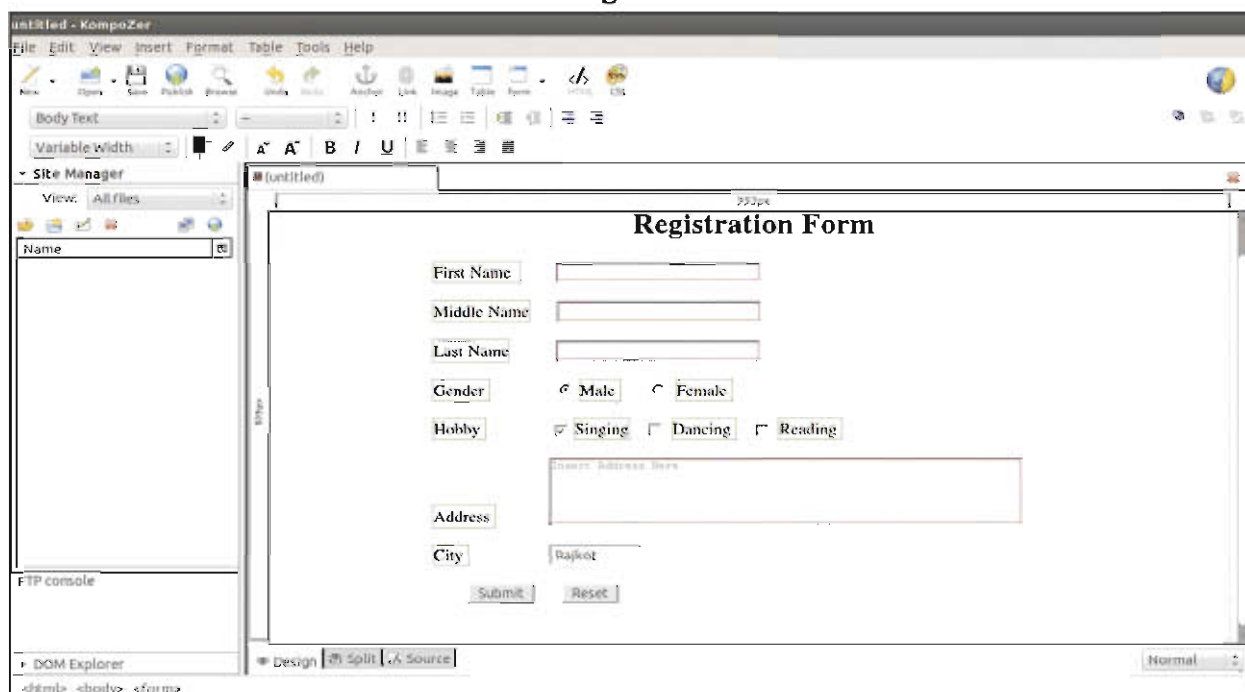 untitled - KompoZer
File Edit View Insert Format Table Tools Help
New Open Save Publish Browse Undo Redo Anchor Link Image Table Form HTML CSS
Body Text
Variable Width
Site Manager
(untitled)
View: All files
Name
Registration Form
First Name
Middle Name
Last Name
Gender Male Female
Hobby Singing Dancing Reading
Insert Address Here
Address
City Rajkot
Submit Reset
FTP console
DOM Explorer
Design Split Source
Normal
<html> <body> <form>